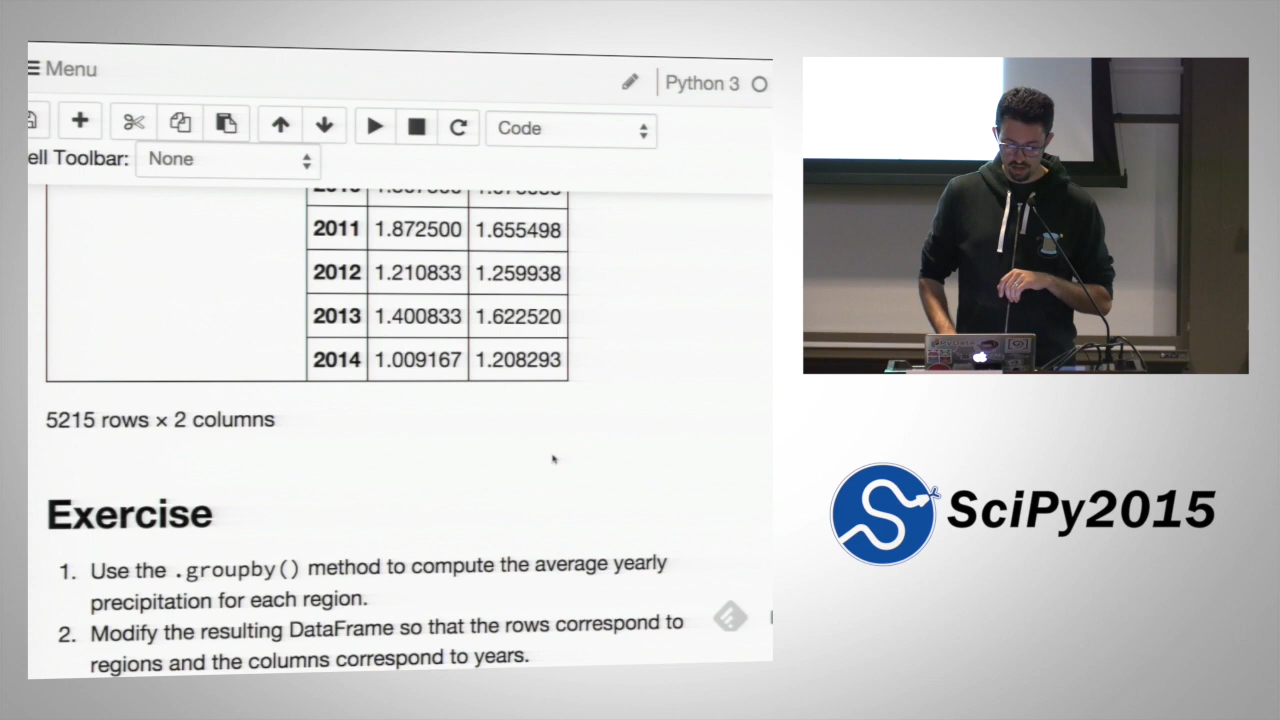 Menu
Python 3
Code
ell Toolbar:
None
2011 1.872500 1.655498
2012 1.210833 1.259938
2013 1.400833 1.622520
2014 1.009167 1.208293
5215 rows × 2 columns
Exercise
1. Use the .groupby() method to compute the average yearly
precipitation for each region.
2. Modify the resulting DataFrame so that the rows correspond to
regions and the columns correspond to years.
SciPy2015